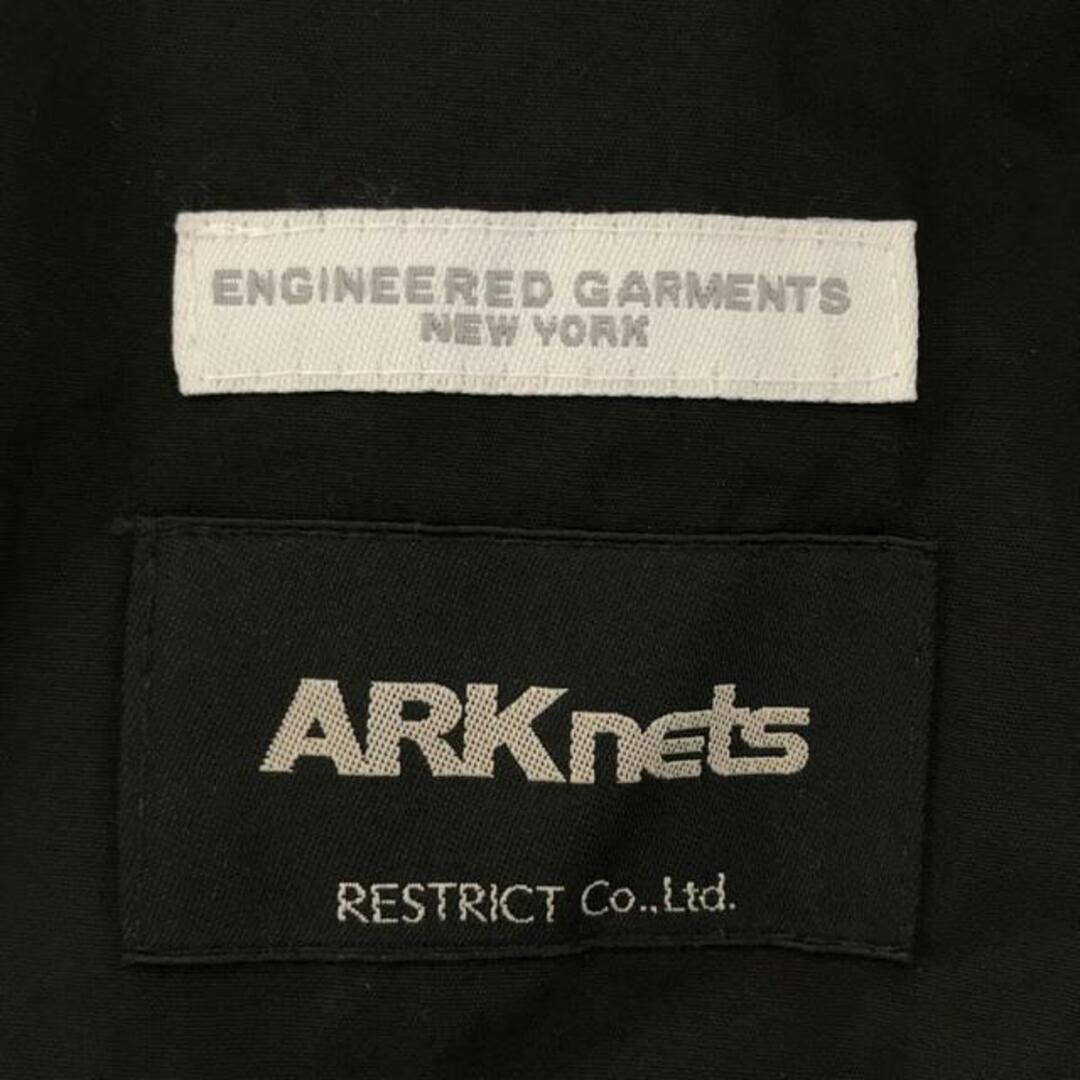 ENGINEERED GARMENTS
NEW YORK
ARKnets
RESTRICT Co.,Ltd.